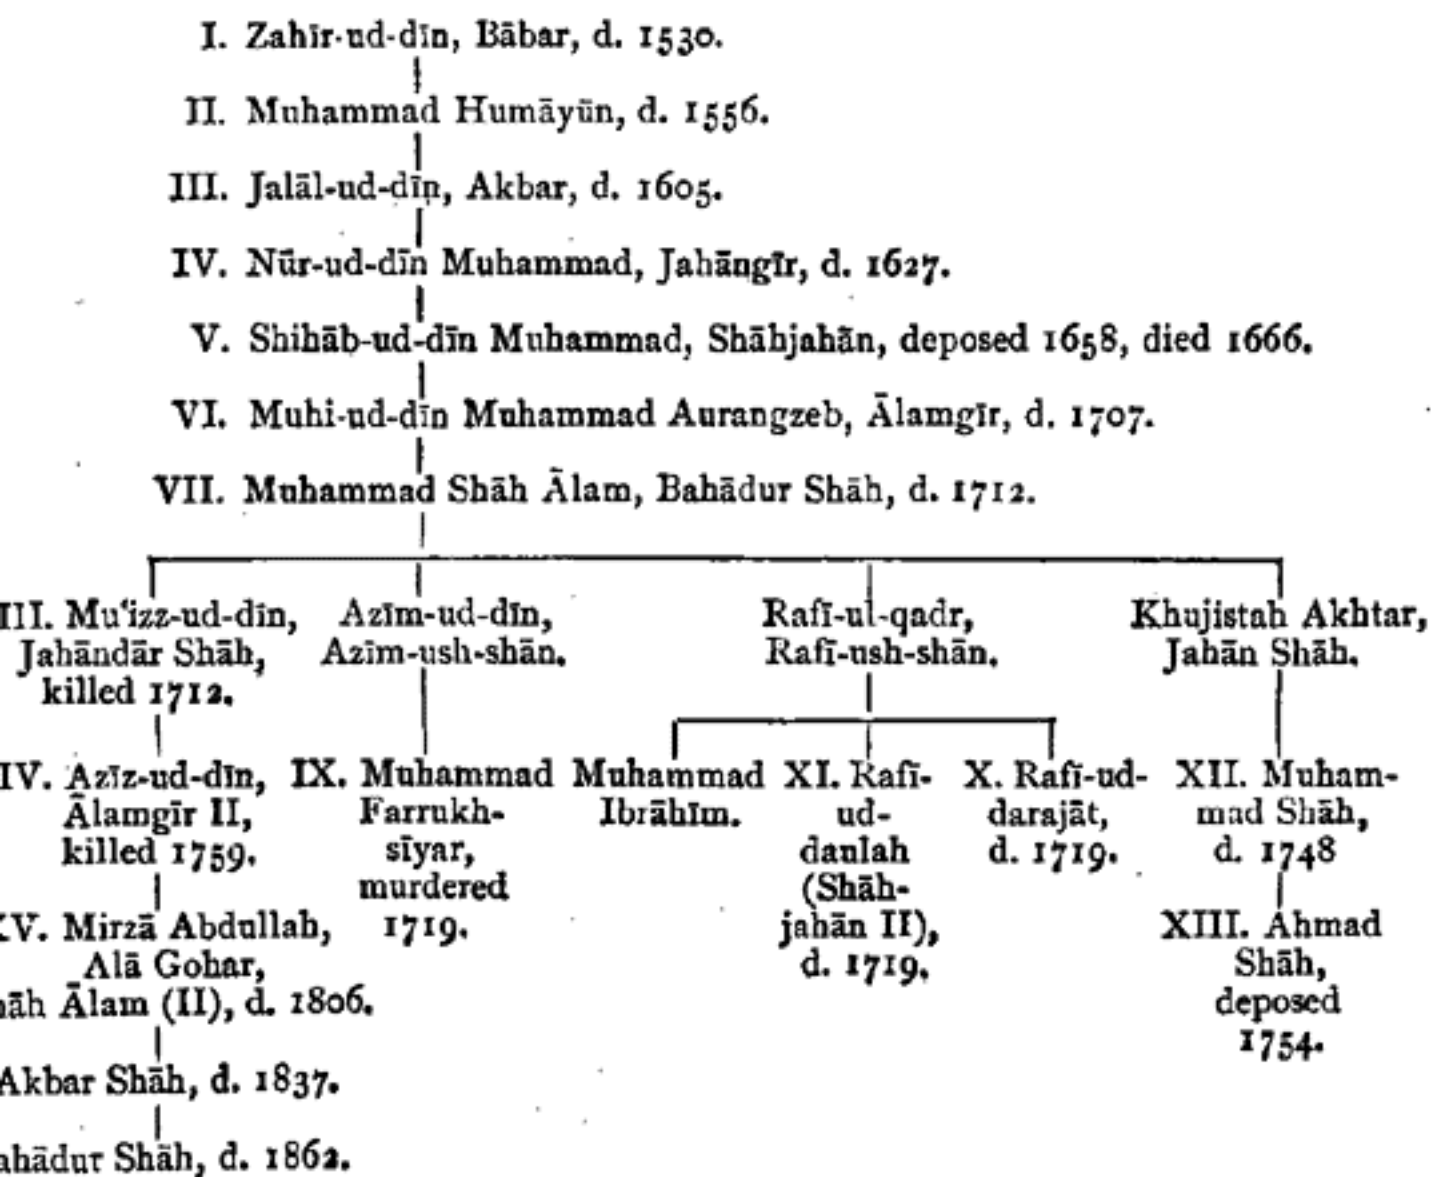 I. Zahīr-ud-dīn, Bābar, d. 1530.
II. Muhammad Humāyūn, d. 1556.
III. Jalāl-ud-dīn, Akbar, d. 1605.
IV. Nūr-ud-dīn Muhammad, Jahāngīr, d. 1627.
V. Shihāb-ud-dīn Muhammad, Shāhjahān, deposed 1658, died 1666.
VI. Muhi-ud-dīn Muhammad Aurangzeb, Ālamgīr, d. 1707.
VII. Muhammad Shāh Ālam, Bahādur Shāh, d. 1712.
III. Mu‘izz-ud-dīn,
Jahāndār Shāh,
killed 1712.
Azīm-ud-dīn,
Azīm-ush-shān.
Rafī-ul-qadr,
Rafī-ush-shān.
Khujistah Akhtar,
Jahān Shāh.
IV. Azīz-ud-dīn,
Ālamgīr II,
killed 1759.
IX. Muhammad
Farrukh-
sīyar,
murdered
1719.
Muhammad
Ibrāhīm.
XI. Rafī-
ud-
daulah
(Shāh-
jahān II),
d. 1719.
X. Rafī-ud-
darajāt,
d. 1719.
XII. Muham-
mad Shāh,
d. 1748
XIII. Ahmad
Shāh,
deposed
1754.
V. Mirzā Abdullah,
Alā Gohar,
āh Ālam (II), d. 1806.
Akbar Shāh, d. 1837.
ahādur Shāh, d. 1862.